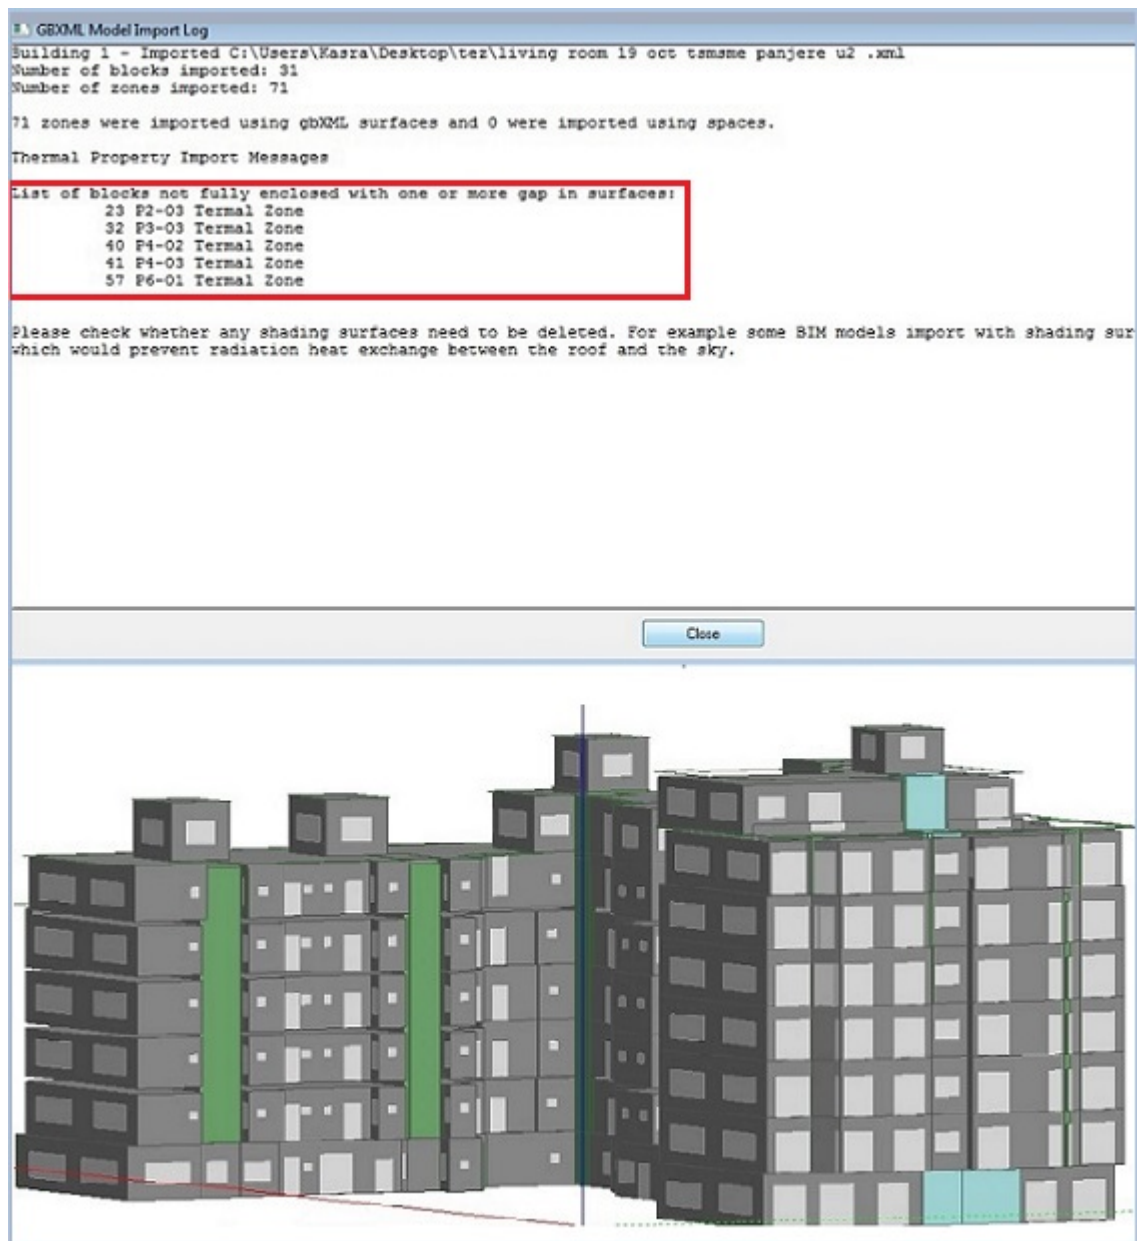 GBXML Model Import Log
Building 1 - Imported C:\Users\Kasra\Desktop\tez\living room 19 oct tsmsme panjere u2 .xml
Number of blocks imported: 31
Number of zones imported: 71
71 zones were imported using gbXML surfaces and 0 were imported using spaces.
Thermal Property Import Messages
List of blocks not fully enclosed with one or more gap in surfaces:
23 P2-03 Termal Zone
32 P3-03 Termal Zone
40 P4-02 Termal Zone
41 P4-03 Termal Zone
57 P6-01 Termal Zone
Please check whether any shading surfaces need to be deleted. For example some BIM models import with shading sur
which would prevent radiation heat exchange between the roof and the sky.
Close